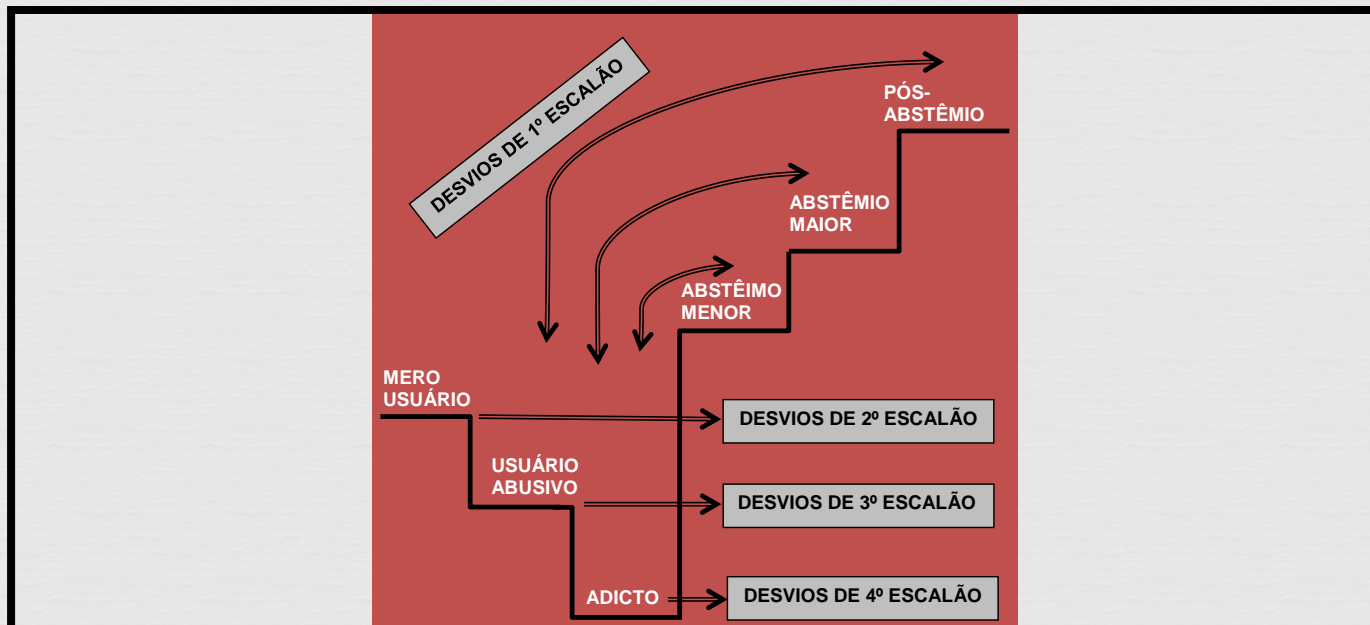 DESVIOS DE 1º ESCALÃO
PÓS-
ABSTÊMIO
ABSTÊMIO
MAIOR
ABSTÊIMO
MENOR
MERO
USUÁRIO
DESVIOS DE 2º ESCALÃO
USUÁRIO
ABUSIVO
DESVIOS DE 3º ESCALÃO
ADICTO
DESVIOS DE 4º ESCALÃO